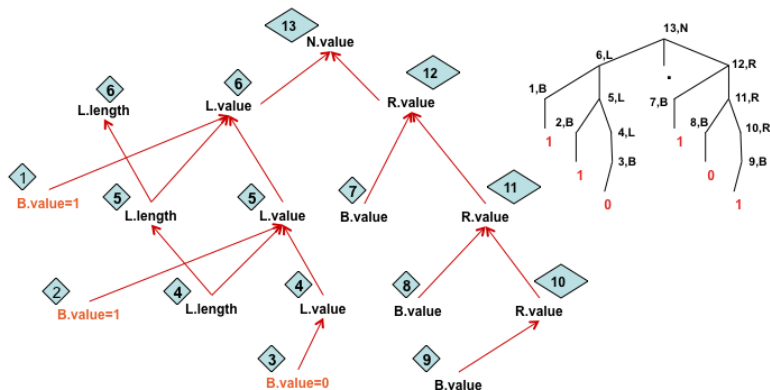 13
N.value
13,N
6
6
12
6,L
12,R
L.length
L.value
R.value
1,B
5,L
7,B
11,R
2,B
4,L
8,B
10,R
1
3,B
1
9,B
1
0
1
0
1
5
5
7
11
B.value=1
L.length
L.value
B.value
R.value
2
4
4
8
10
B.value=1
L.length
L.value
B.value
R.value
3
9
B.value=0
B.value